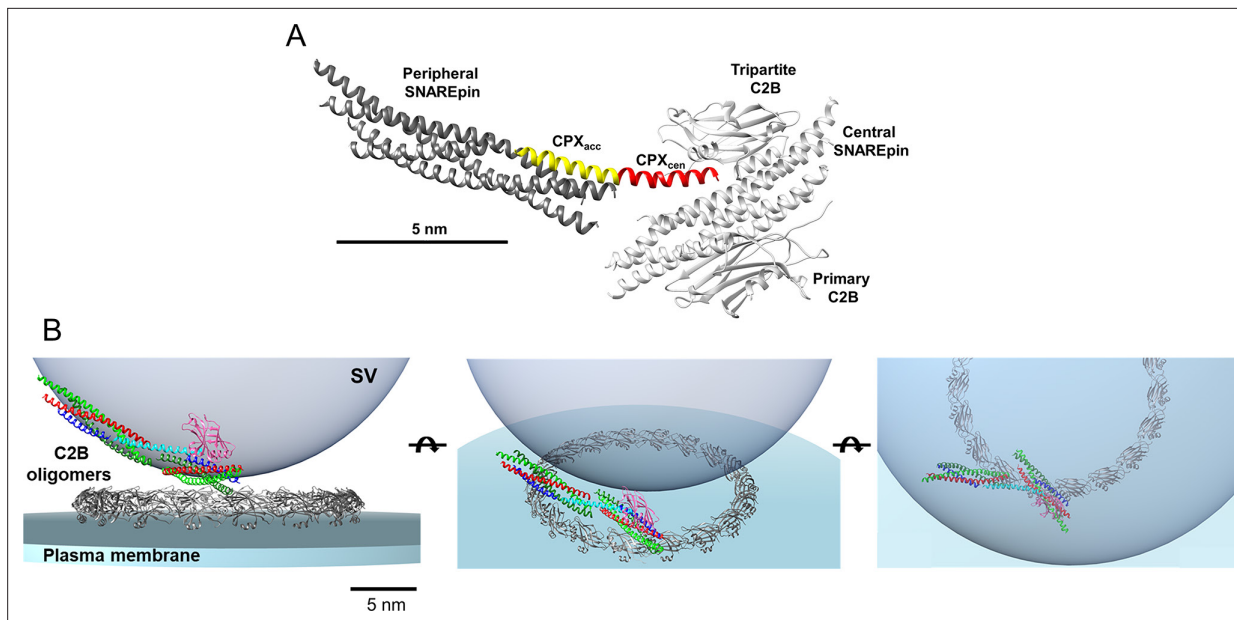 A
Peripheral
SNAREpin
CPXacc
CPXcen
Tripartite
C2B
Central
SNAREpin
5 nm
Primary
C2B
B
SV
C2B
oligomers
Plasma membrane
5 nm